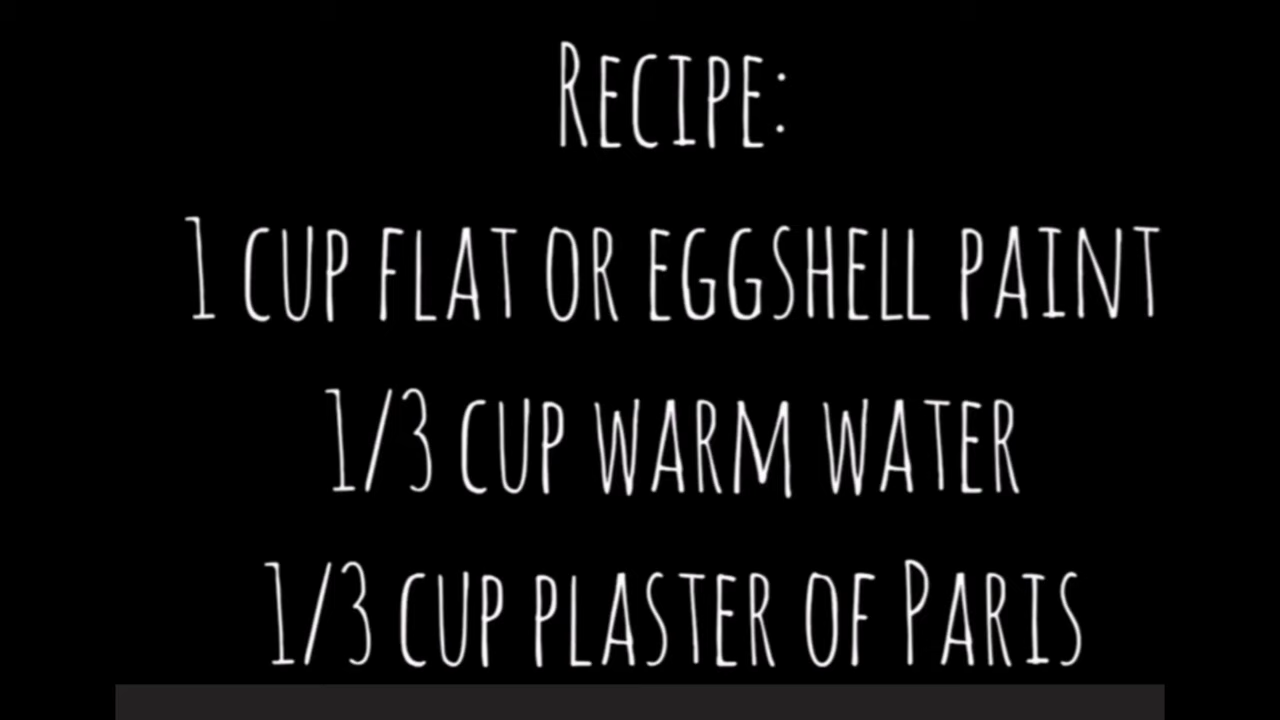 Recipe:
1 cup flat or eggshell paint
1/3 cup warm water
1/3 cup plaster of Paris